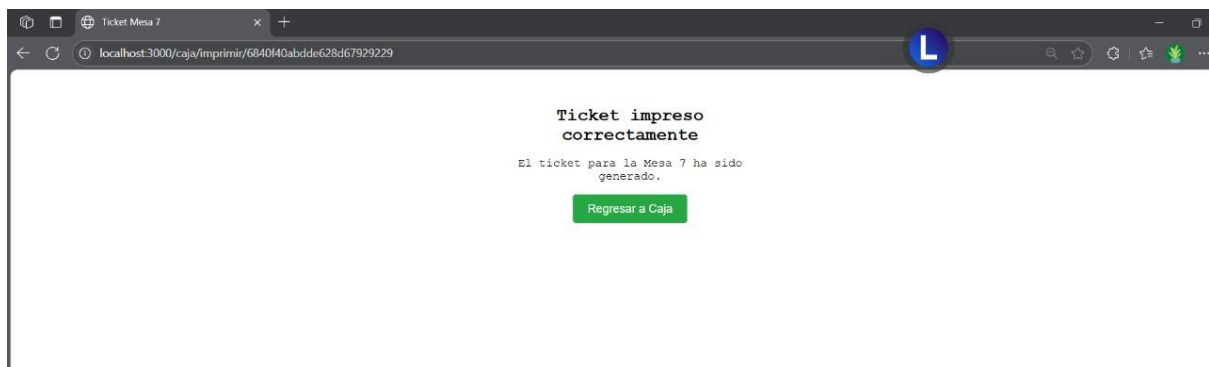 Ticket Mesa 7
localhost:3000/caja/imprimir/6840f40abdde628d67929229
L
Ticket impreso
correctamente
El ticket para la Mesa 7 ha sido
generado.
Regresar a Caja